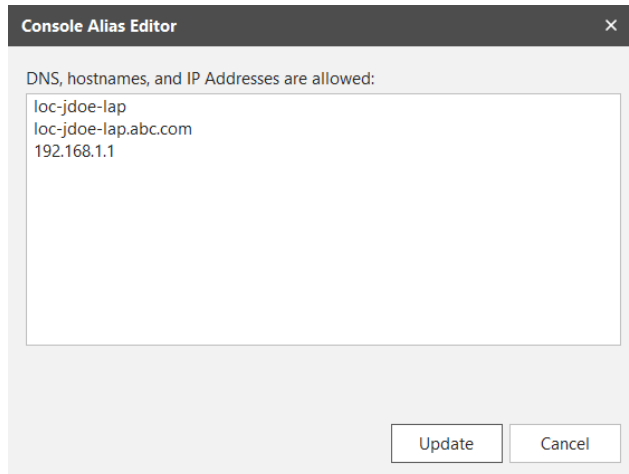 Console Alias Editor
DNS, hostnames, and IP Addresses are allowed:
loc-jdoe-lap
loc-jdoe-lap.abc.com
192.168.1.1
Update Cancel